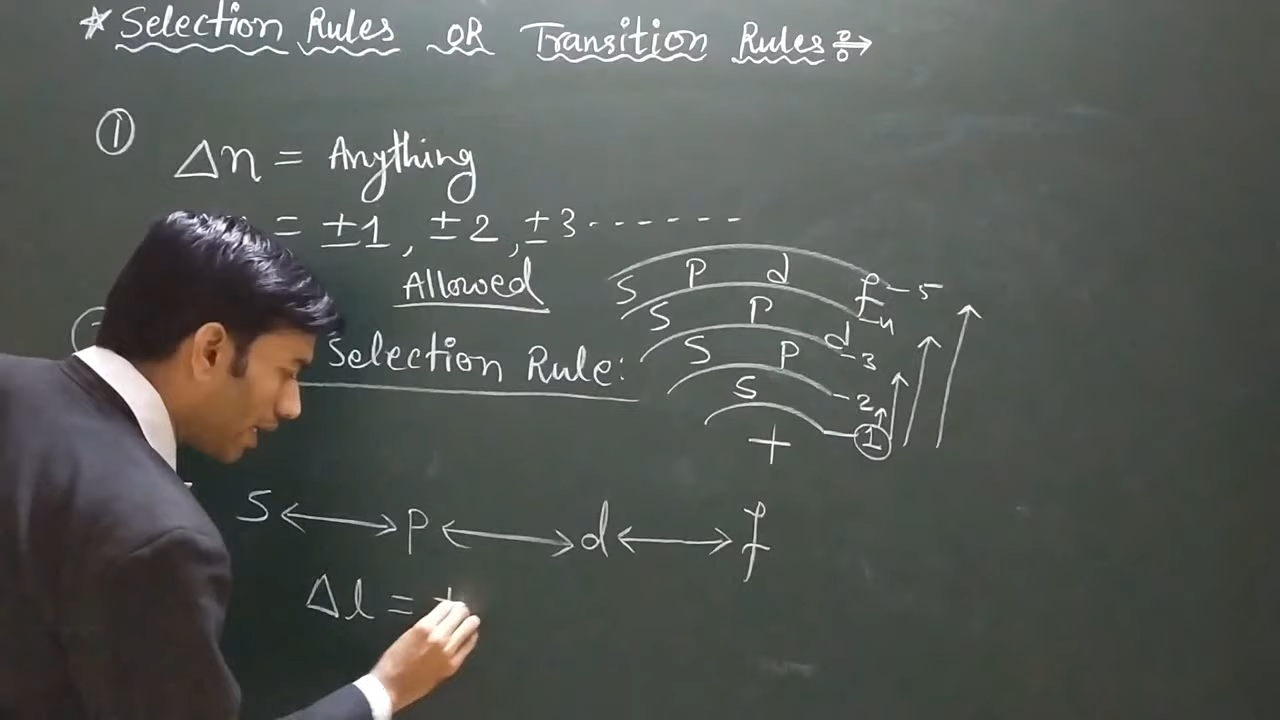 * Selection Rules OR Transition Rules
① Δn = Anything
= ±1, ±2, ±3 ------
Allowed
Selection Rule:
S P d f - 5
S P d - 4
S P - 3
S - 2
+ ①
S ↔ P ↔ d ↔ f
Δl = +